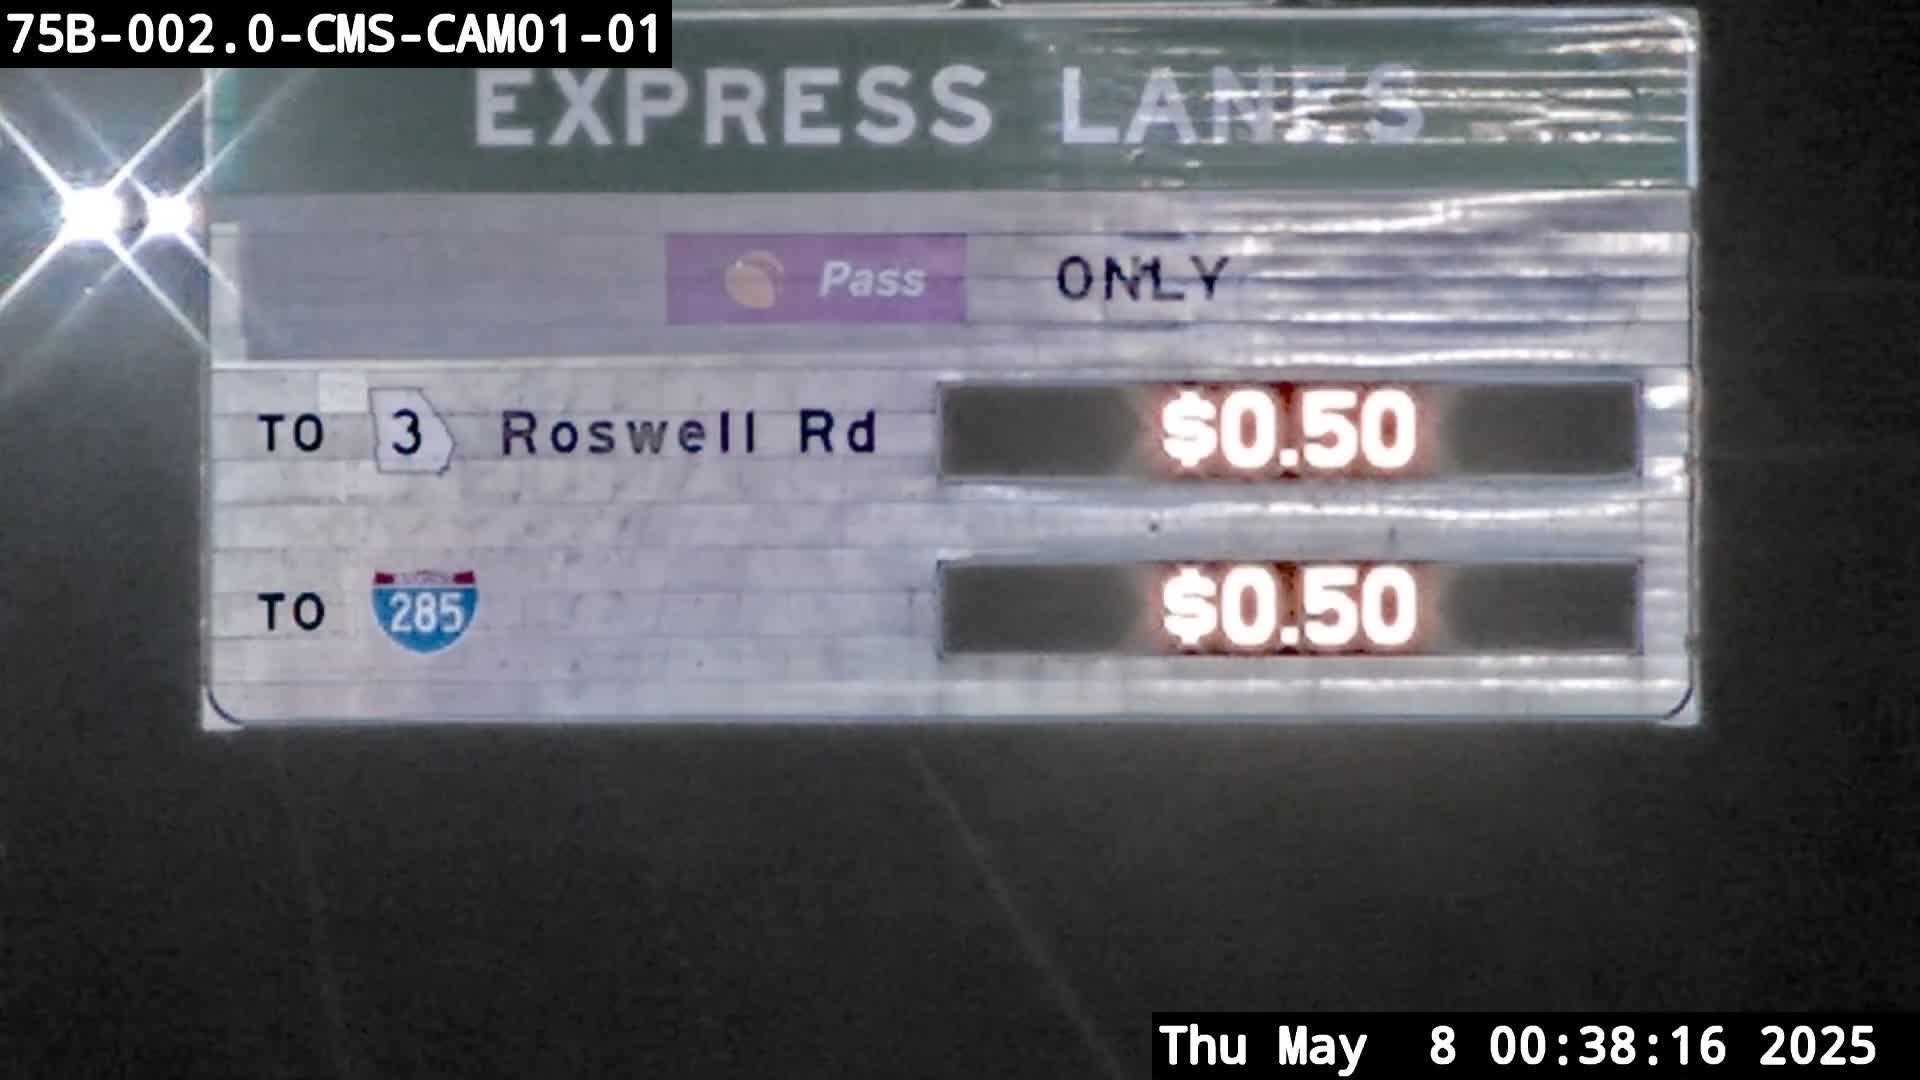 75B-002.0-CMS-CAM01-01
EXPRESS LANES
Pass ONLY
TO 3 Roswell Rd $0.50
TO 285 $0.50
Thu May 8 00:38:16 2025